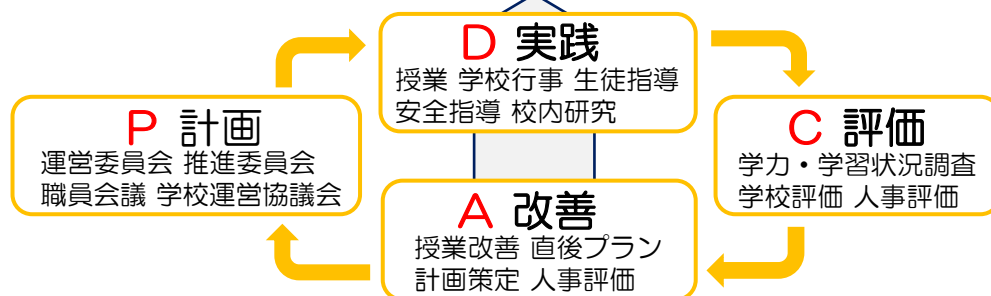 P 計画
運営委員会 推進委員会
職員会議 学校運営協議会
D 実践
授業 学校行事 生徒指導
安全指導 校内研究
C 評価
学力・学習状況調査
学校評価 人事評価
A 改善
授業改善 直後プラン
計画策定 人事評価